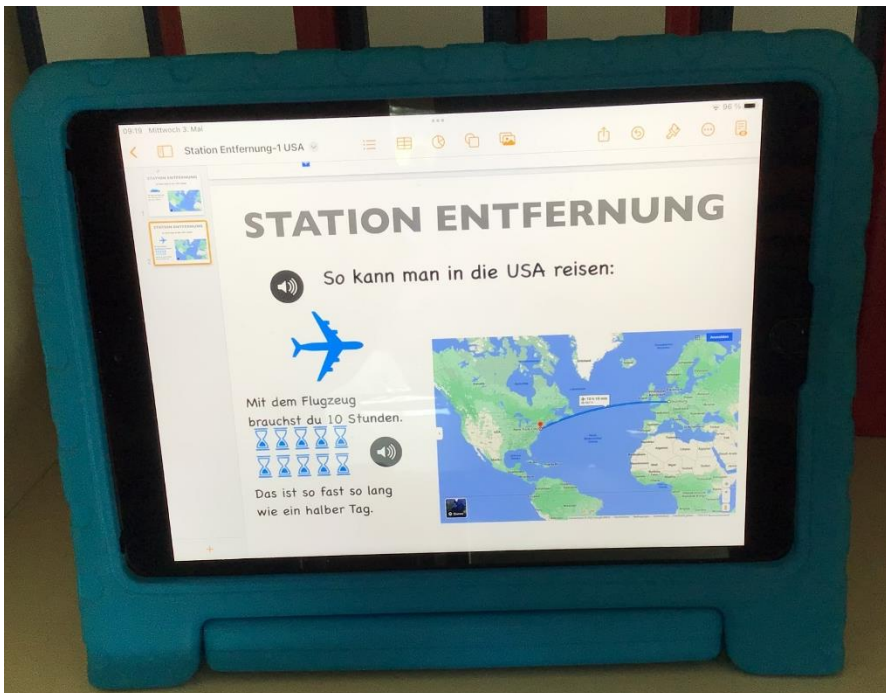 09:19 Mittwoch 3. Mai
96 %
Station Entfernung-1 USA
STATION ENTFERNUNG
So kann man in die USA reisen:
Mit dem Flugzeug
brauchst du 10 Stunden.
Das ist so fast so lang
wie ein halber Tag.